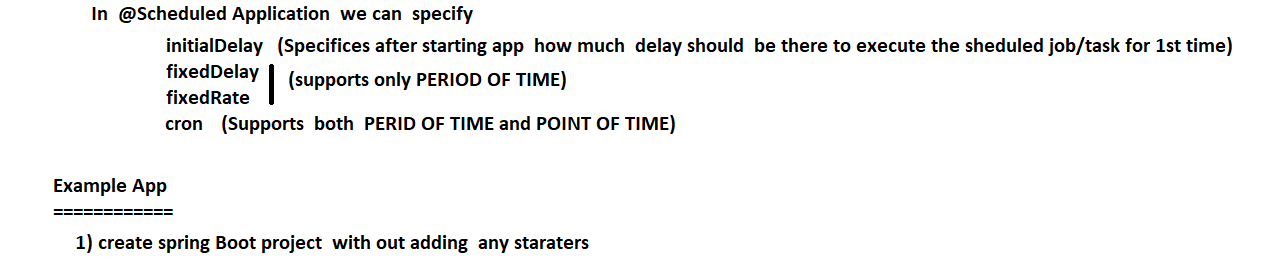 In @Scheduled Application we can specify
initialDelay (Specifices after starting app how much delay should be there to execute the sheduled job/task for 1st time)
fixedDelay
(supports only PERIOD OF TIME)
fixedRate
cron (Supports both PERID OF TIME and POINT OF TIME)
Example App
============
1) create spring Boot project with out adding any staraters